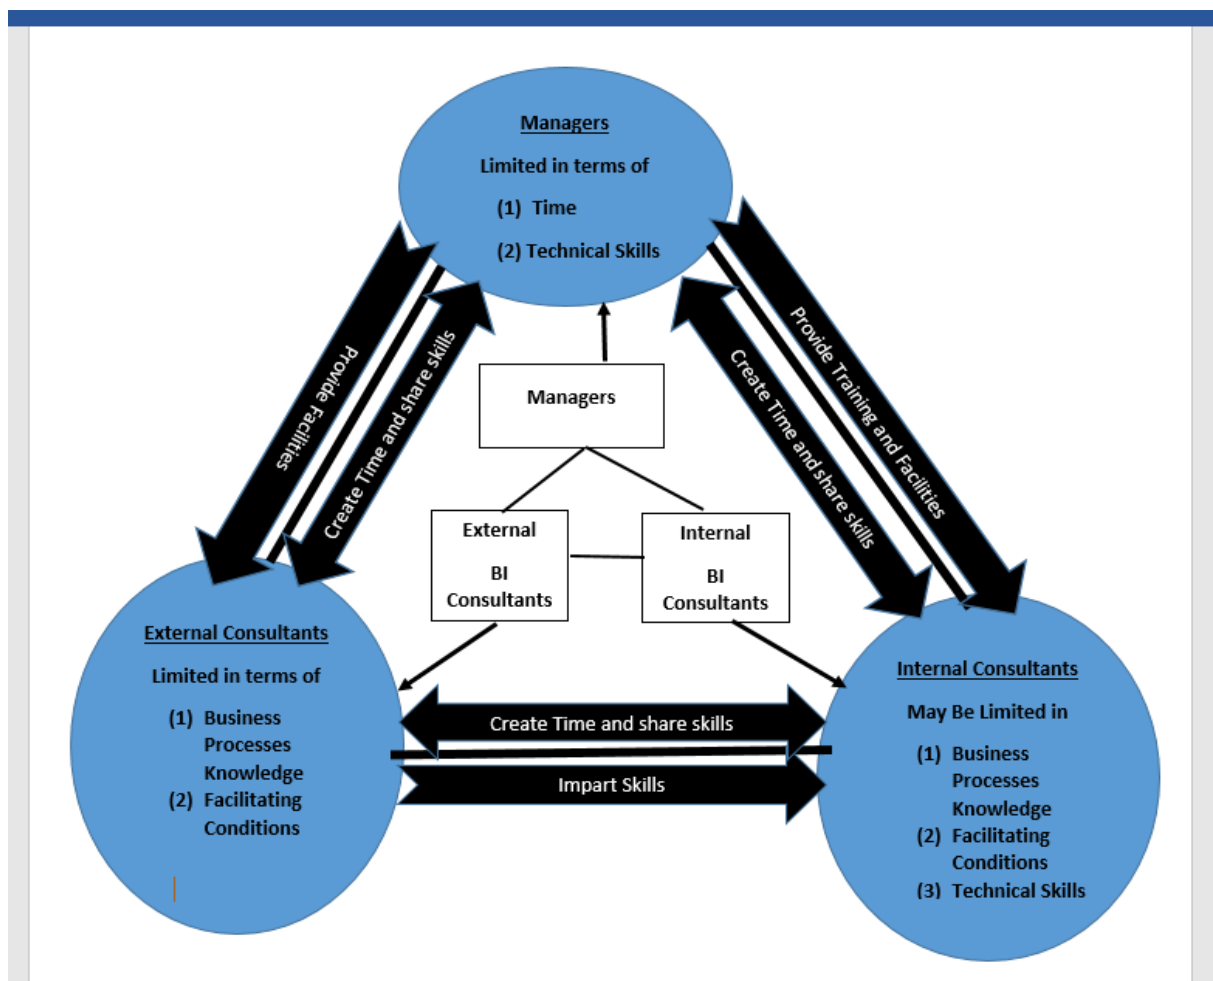 Managers
Limited in terms of
(1) Time
(2) Technical Skills
Provide Facilities
Create Time and share skills
Create Time and share skills
Provide Training and Facilities
Managers
External
BI
Consultants
Internal
BI
Consultants
External Consultants
Limited in terms of
(1) Business
Processes
Knowledge
(2) Facilitating
Conditions
Create Time and share skills
Impart Skills
Internal Consultants
May Be Limited in
(1) Business
Processes
Knowledge
(2) Facilitating
Conditions
(3) Technical Skills